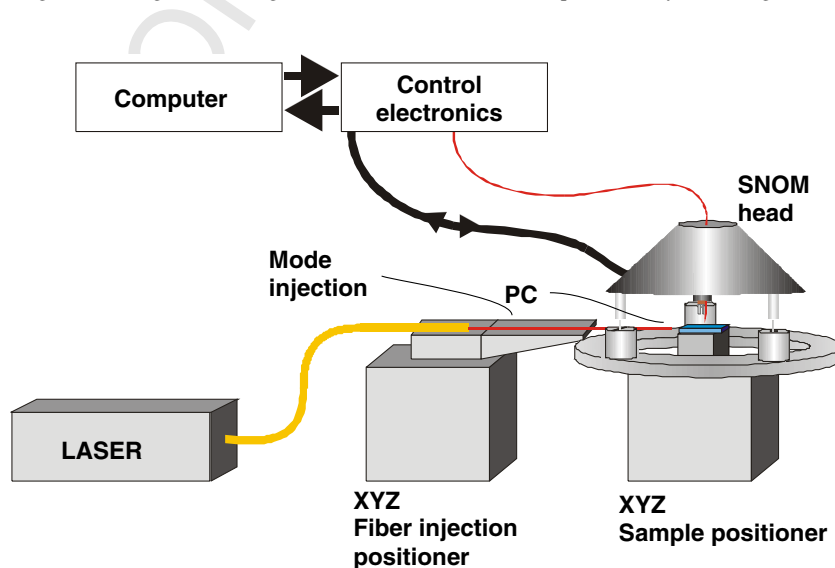 Computer
Control
electronics
SNOM
head
Mode
injection
PC
LASER
XYZ
Fiber injection
positioner
XYZ
Sample positioner